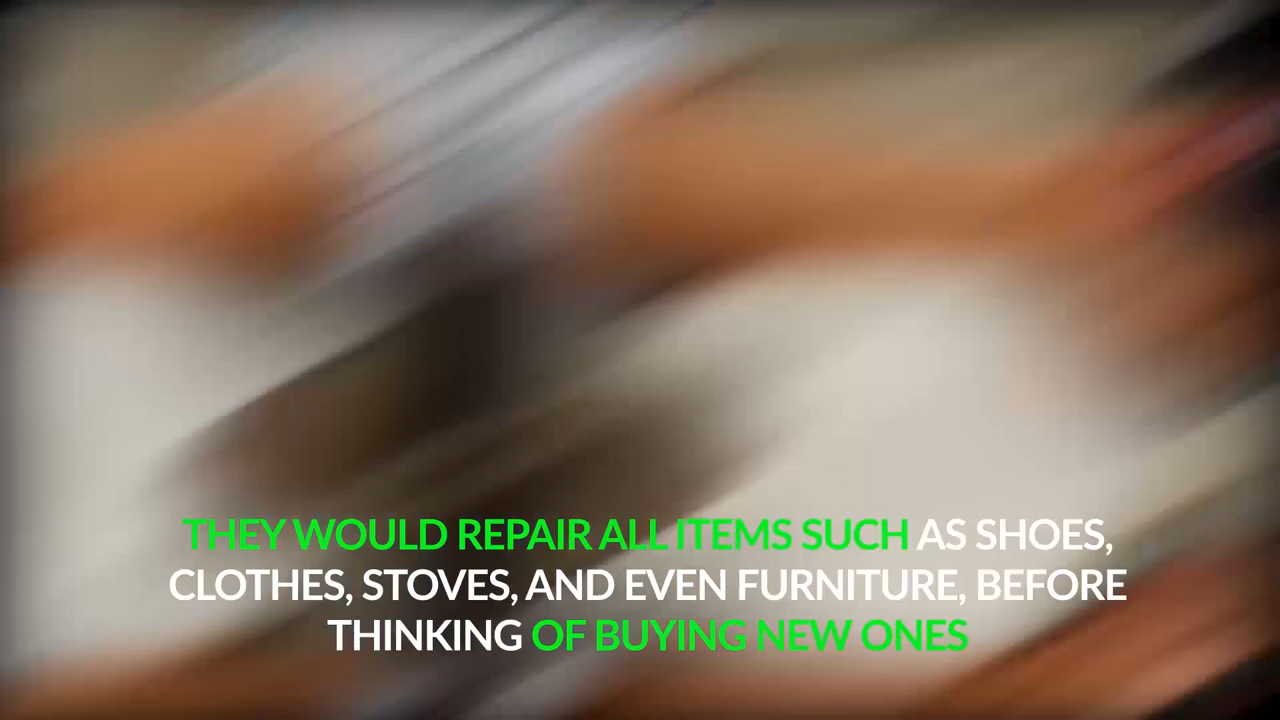 THEY WOULD REPAIR ALL ITEMS SUCH AS SHOES,
CLOTHES, STOVES, AND EVEN FURNITURE, BEFORE
THINKING OF BUYING NEW ONES